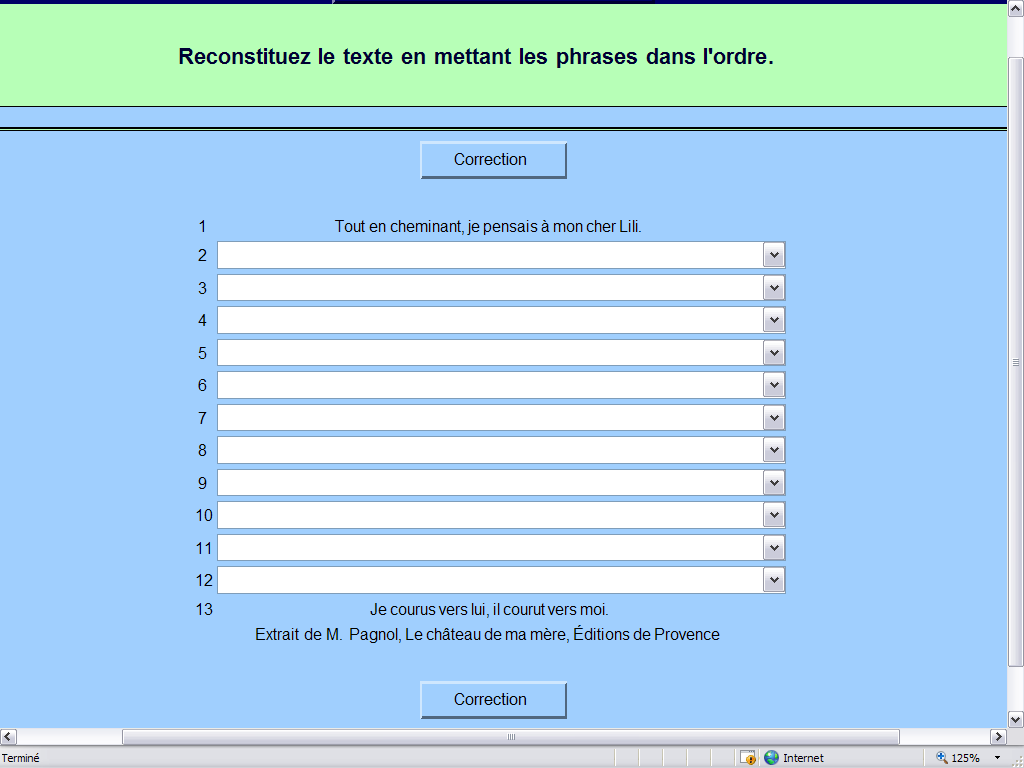 Reconstituez le texte en mettant les phrases dans l'ordre.
Correction
1 Tout en cheminant, je pensais à mon cher Lili.
2
3
4
5
6
7
8
9
10
11
12
13 Je courus vers lui, il courut vers moi.
Extrait de M. Pagnol, Le château de ma mère, Éditions de Provence
Correction
Terminé Internet 125%